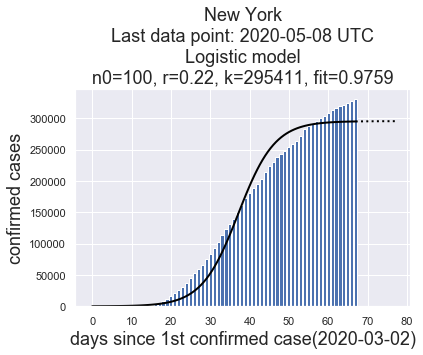 New York
Last data point: 2020-05-08 UTC
Logistic model
n0=100, r=0.22, k=295411, fit=0.9759
confirmed cases
300000
250000
200000
150000
100000
50000
0
0 10 20 30 40 50 60 70 80
days since 1st confirmed case(2020-03-02)